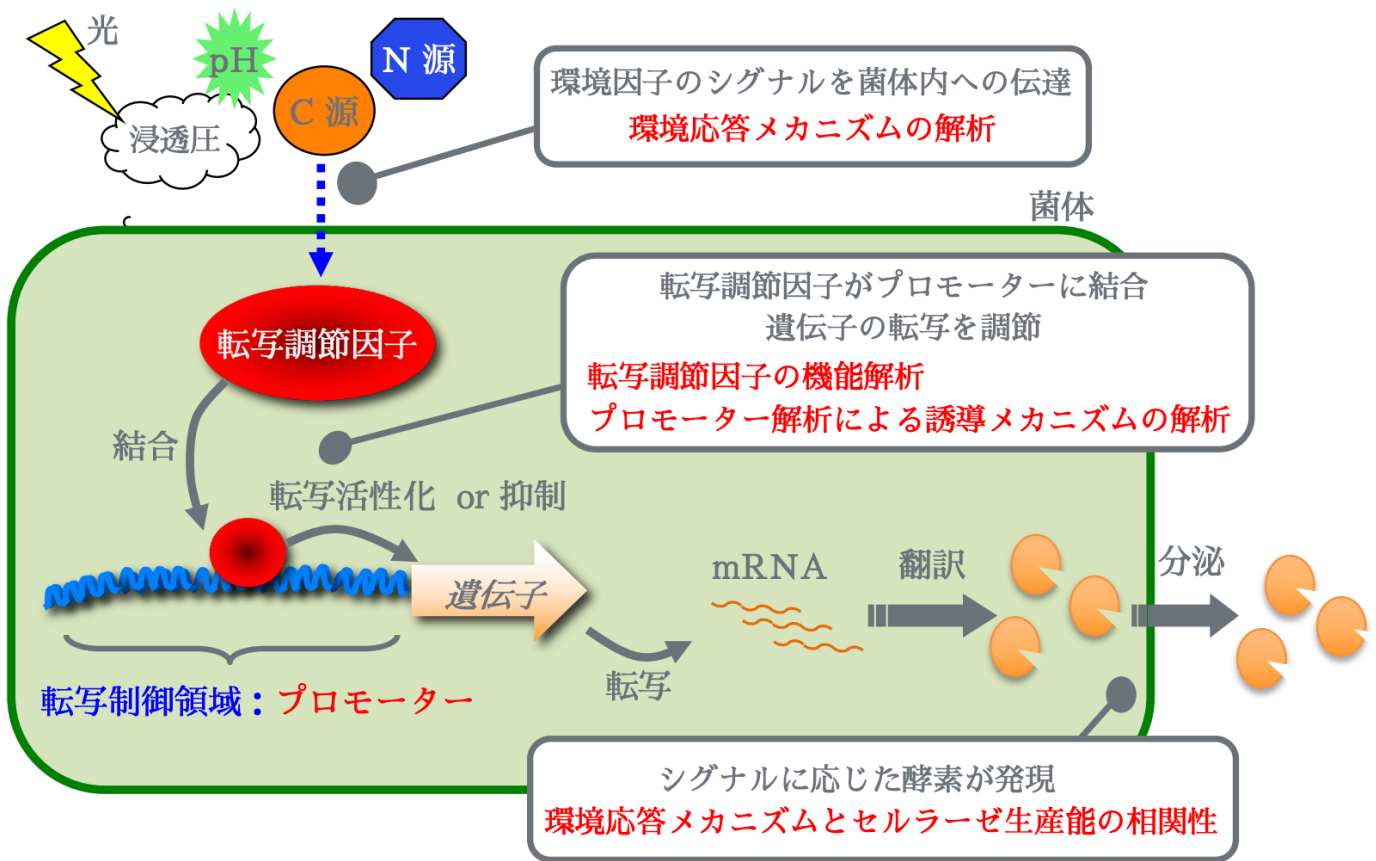 光
pH
N 源
C 源
浸透圧
環境因子のシグナルを菌体内への伝達
環境応答メカニズムの解析
菌体
転写調節因子
転写調節因子がプロモーターに結合
遺伝子の転写を調節
転写調節因子の機能解析
プロモーター解析による誘導メカニズムの解析
結合
転写活性化 or 抑制
遺伝子
転写
mRNA
翻訳
分泌
転写制御領域：プロモーター
シグナルに応じた酵素が発現
環境応答メカニズムとセルラーゼ生産能の相関性